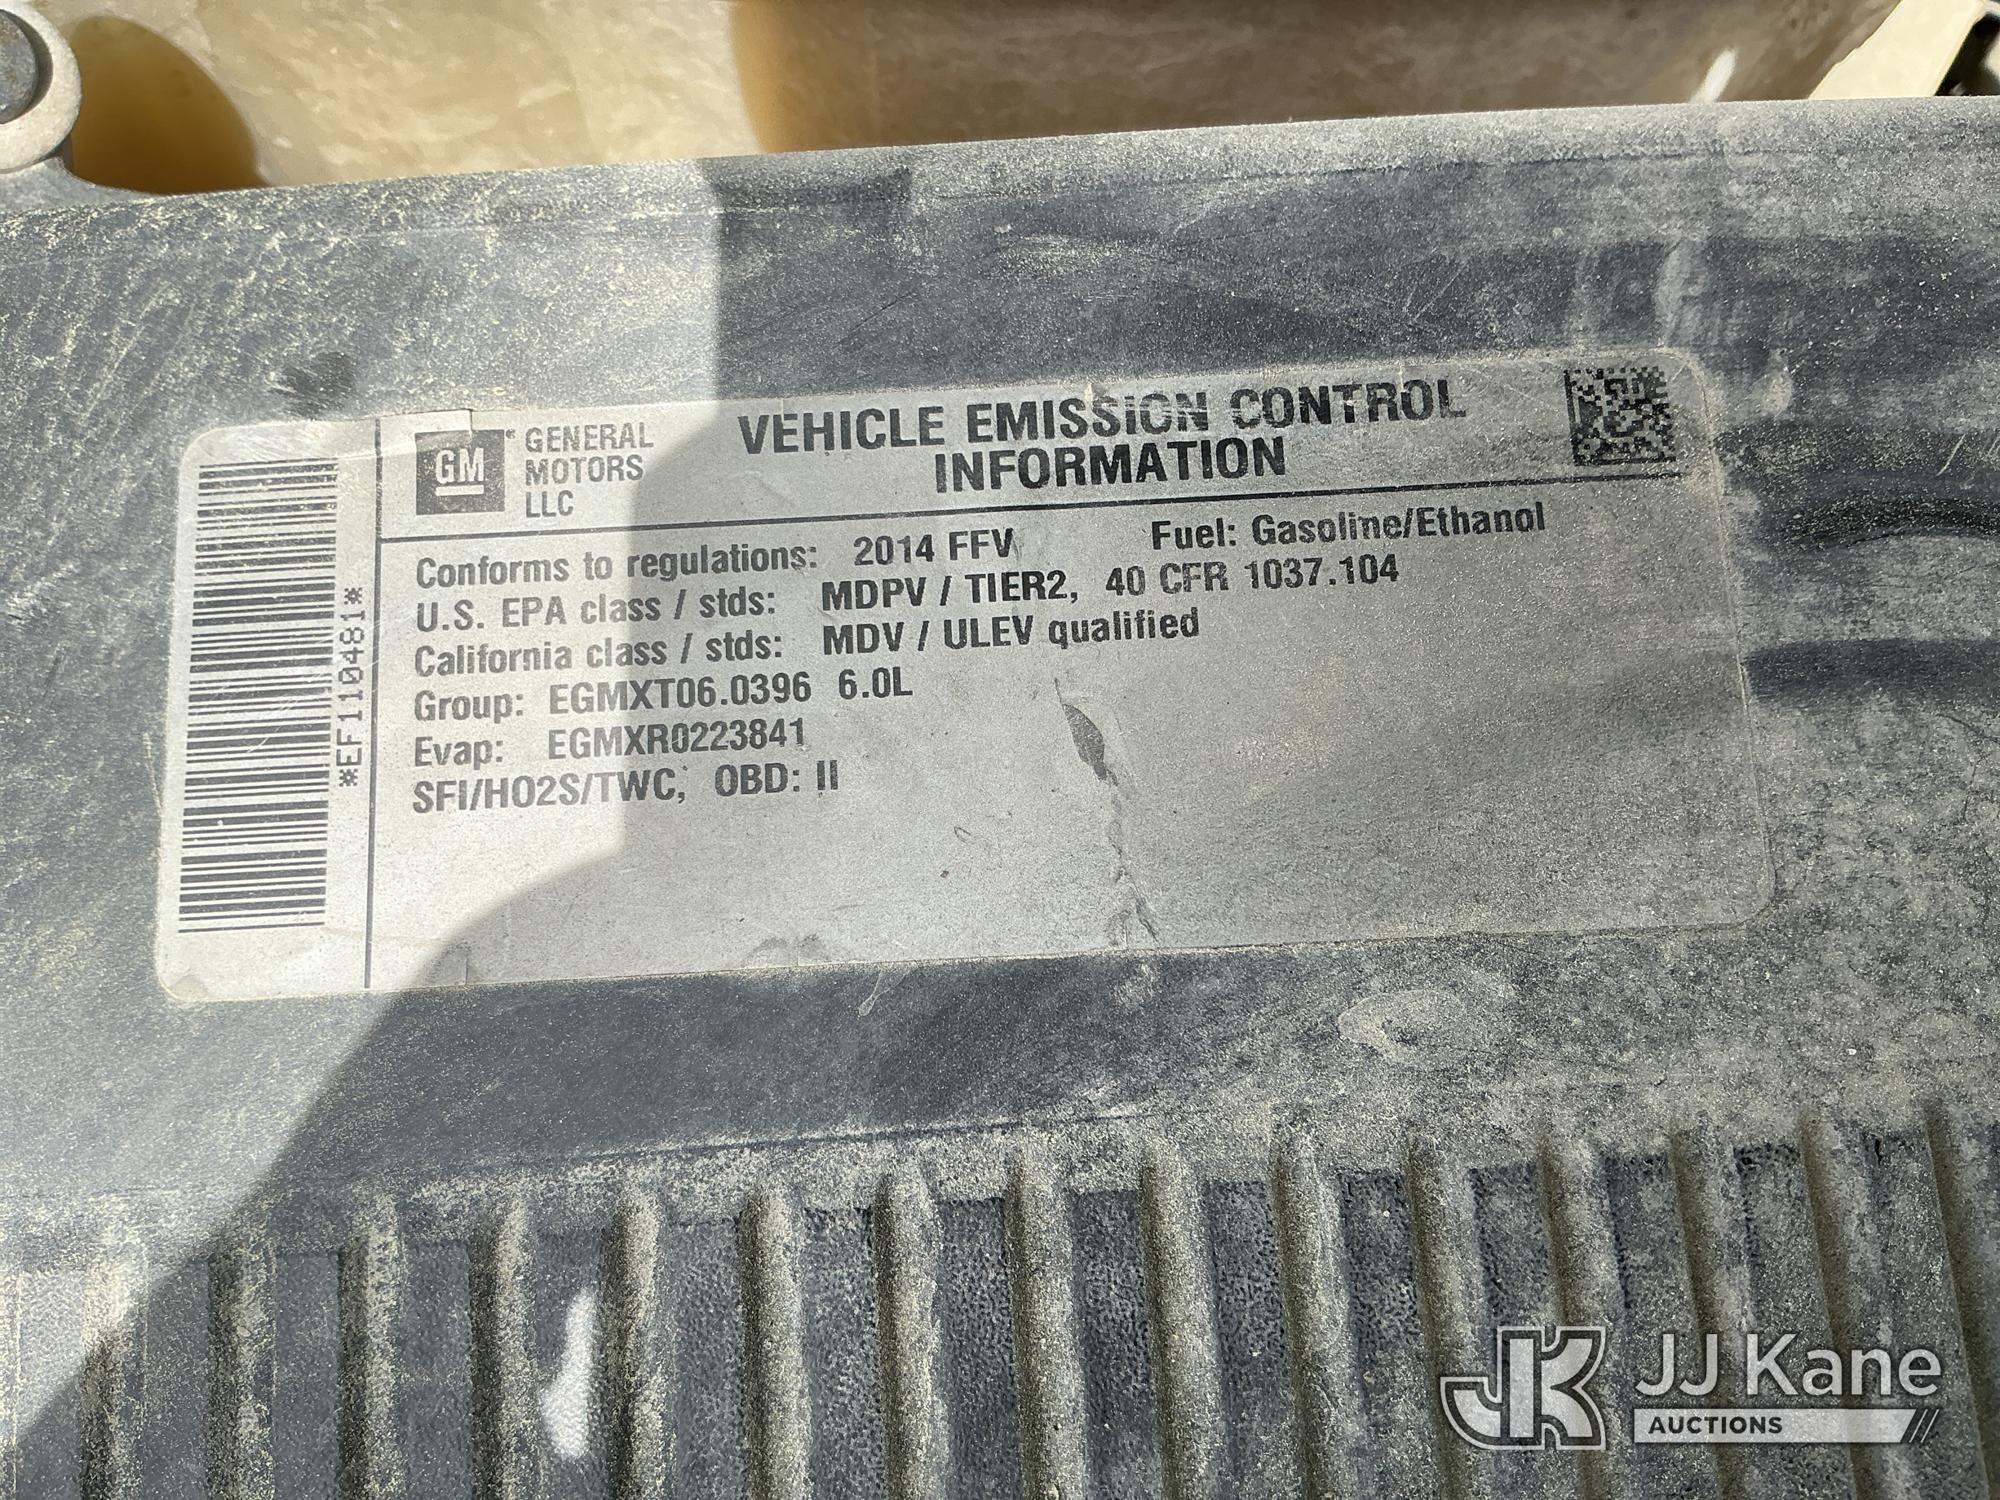 GM
GENERAL
MOTORS
LLC
VEHICLE EMISSION CONTROL
INFORMATION
Conforms to regulations: 2014 FFV Fuel: Gasoline/Ethanol
U.S. EPA class / stds: MDPV / TIER2, 40 CFR 1037.104
California class / stds: MDV / ULEV qualified
Group: EGMXT06.0396 6.0L
Evap: EGMXR0223841
SFI/HO2S/TWC, OBD: II
*EF110481*
JK JJ Kane
AUCTIONS